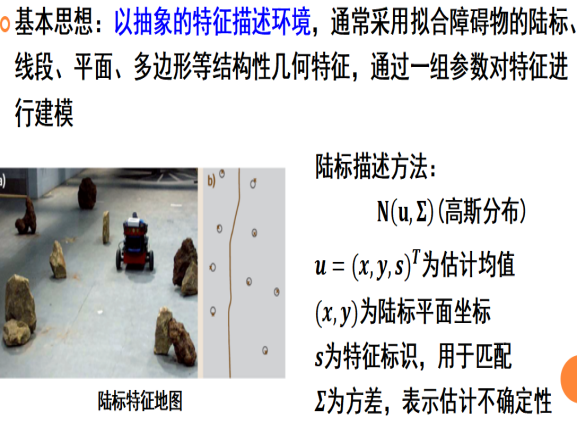 基本思想：以抽象的特征描述环境，通常采用拟合障碍物的陆标、
线段、平面、多边形等结构性几何特征，通过一组参数对特征进
行建模
a)
b)
陆标描述方法：
N(u, Σ) (高斯分布)
u = (x, y, s)^T为估计均值
(x, y)为陆标平面坐标
s为特征标识，用于匹配
Σ为方差，表示估计不确定性
陆标特征地图